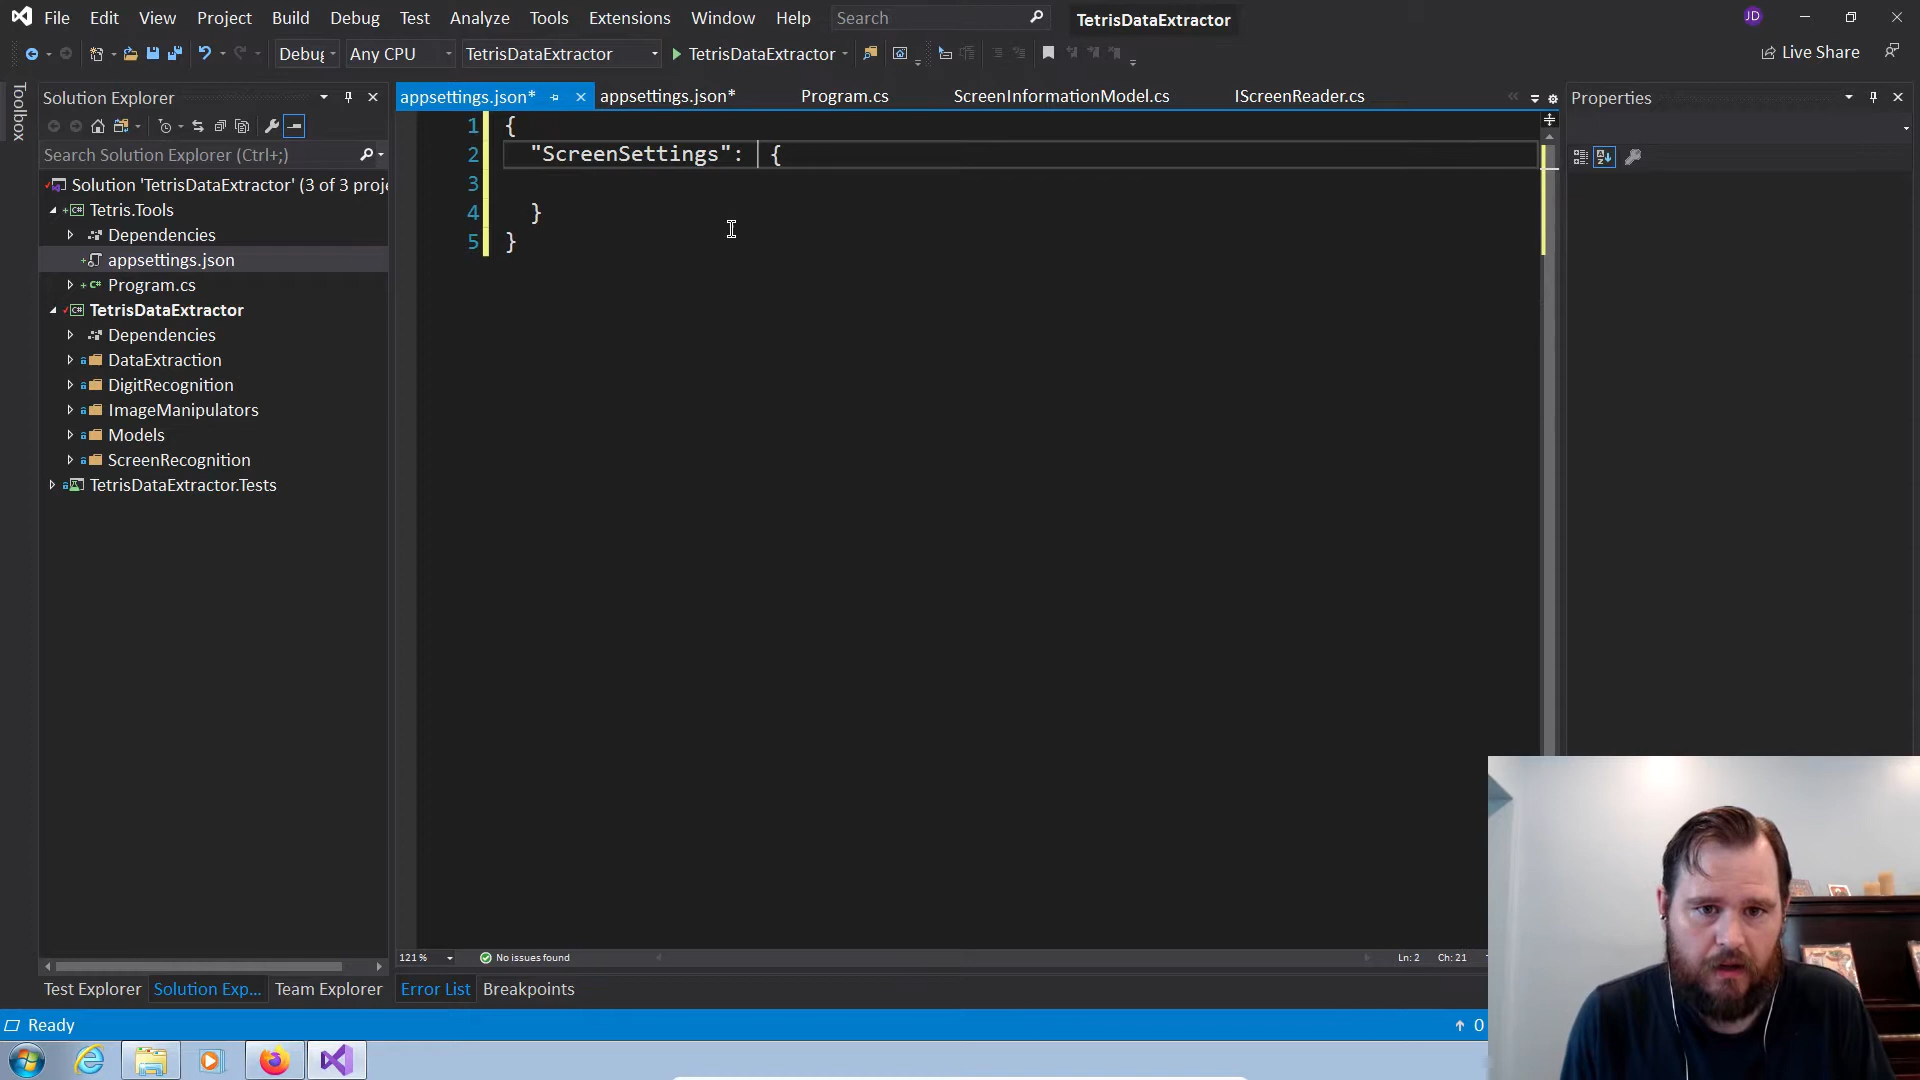 File Edit View Project Build Debug Test Analyze Tools Extensions Window Help Search TetrisDataExtractor JD
Debug Any CPU TetrisDataExtractor TetrisDataExtractor Live Share
Toolbox
Solution Explorer
Search Solution Explorer (Ctrl+;)
Solution 'TetrisDataExtractor' (3 of 3 proje
Tetris.Tools
Dependencies
appsettings.json
Program.cs
TetrisDataExtractor
Dependencies
DataExtraction
DigitRecognition
ImageManipulators
Models
ScreenRecognition
TetrisDataExtractor.Tests
Test Explorer Solution Exp... Team Explorer
appsettings.json* appsettings.json* Program.cs ScreenInformationModel.cs IScreenReader.cs
1 {
2 "ScreenSettings": {
3
4 }
5 }
121 % No issues found Ln: 2 Ch: 21
Error List Breakpoints
Properties
Ready 0